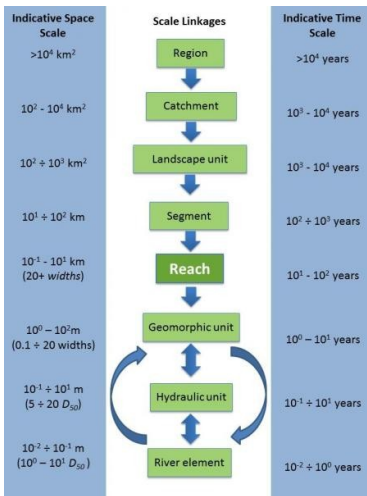 Indicative Space
Scale
Scale Linkages
Indicative Time
Scale
>10⁴ km²
Region
>10⁴ years
10² - 10⁴ km²
Catchment
10³ - 10⁴ years
10² ÷ 10³ km²
Landscape unit
10³ - 10⁴ years
10¹ ÷ 10² km
Segment
10² ÷ 10³ years
10⁻¹ - 10¹ km
(20+ widths)
Reach
10¹ - 10² years
10⁰ – 10²m
(0.1 ÷ 20 widths)
Geomorphic unit
10⁰ – 10¹ years
10⁻¹ ÷ 10¹ m
(5 ÷ 20 D₅₀)
Hydraulic unit
10⁻¹ ÷ 10¹ years
10⁻² ÷ 10⁻¹ m
(10⁰ – 10¹ D₅₀ )
River element
10⁻² ÷ 10⁰ years